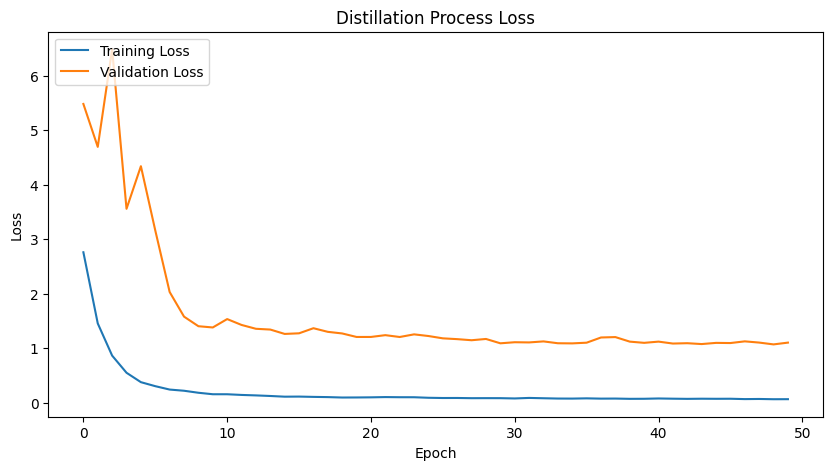 Distillation Process Loss
Training Loss
Validation Loss
Loss
6
5
4
3
2
1
0
0 10 20 30 40 50
Epoch